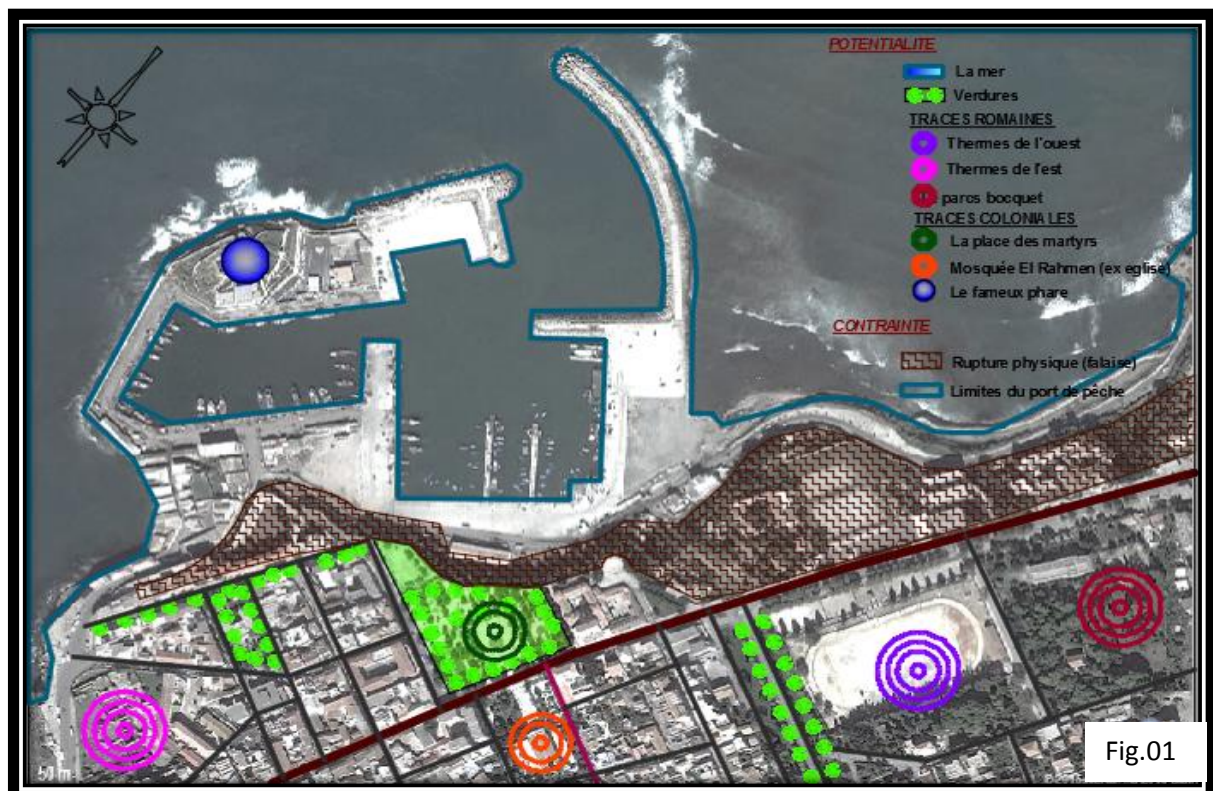 POTENTIALITE
La mer
Verdures
TRACES ROMAINES
Thermes de l'ouest
Thermes de l'est
parcs bocquet
TRACES COLONIALES
La place des martyrs
Mosquée El Rahmen (ex eglise)
Le fameux phare
CONTRAINTE
Rupture physique (falaise)
Limites du port de pêche
50 m
Fig.01